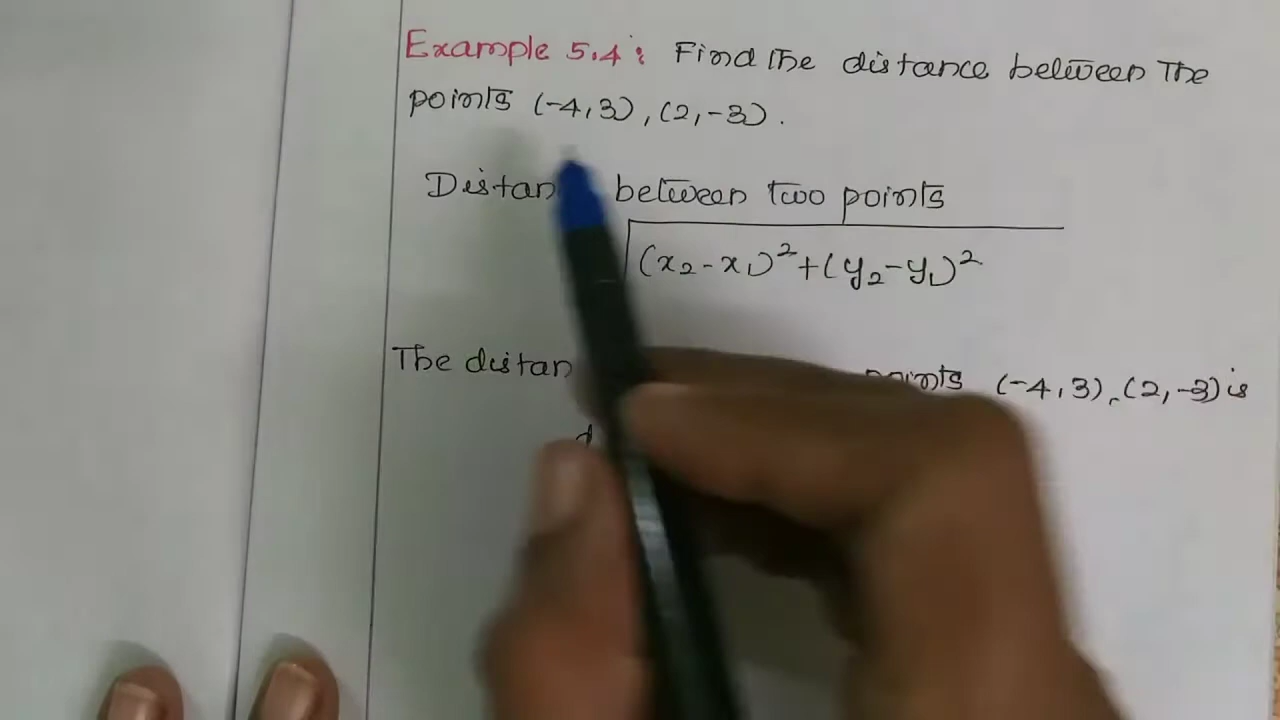 Example 5.4: Find the distance between the
points (-4,3), (2,-3).
Distan between two points
(x₂-x₁)²+(y₂-y₁)²
The distan points (-4,3), (2,-3) is
d